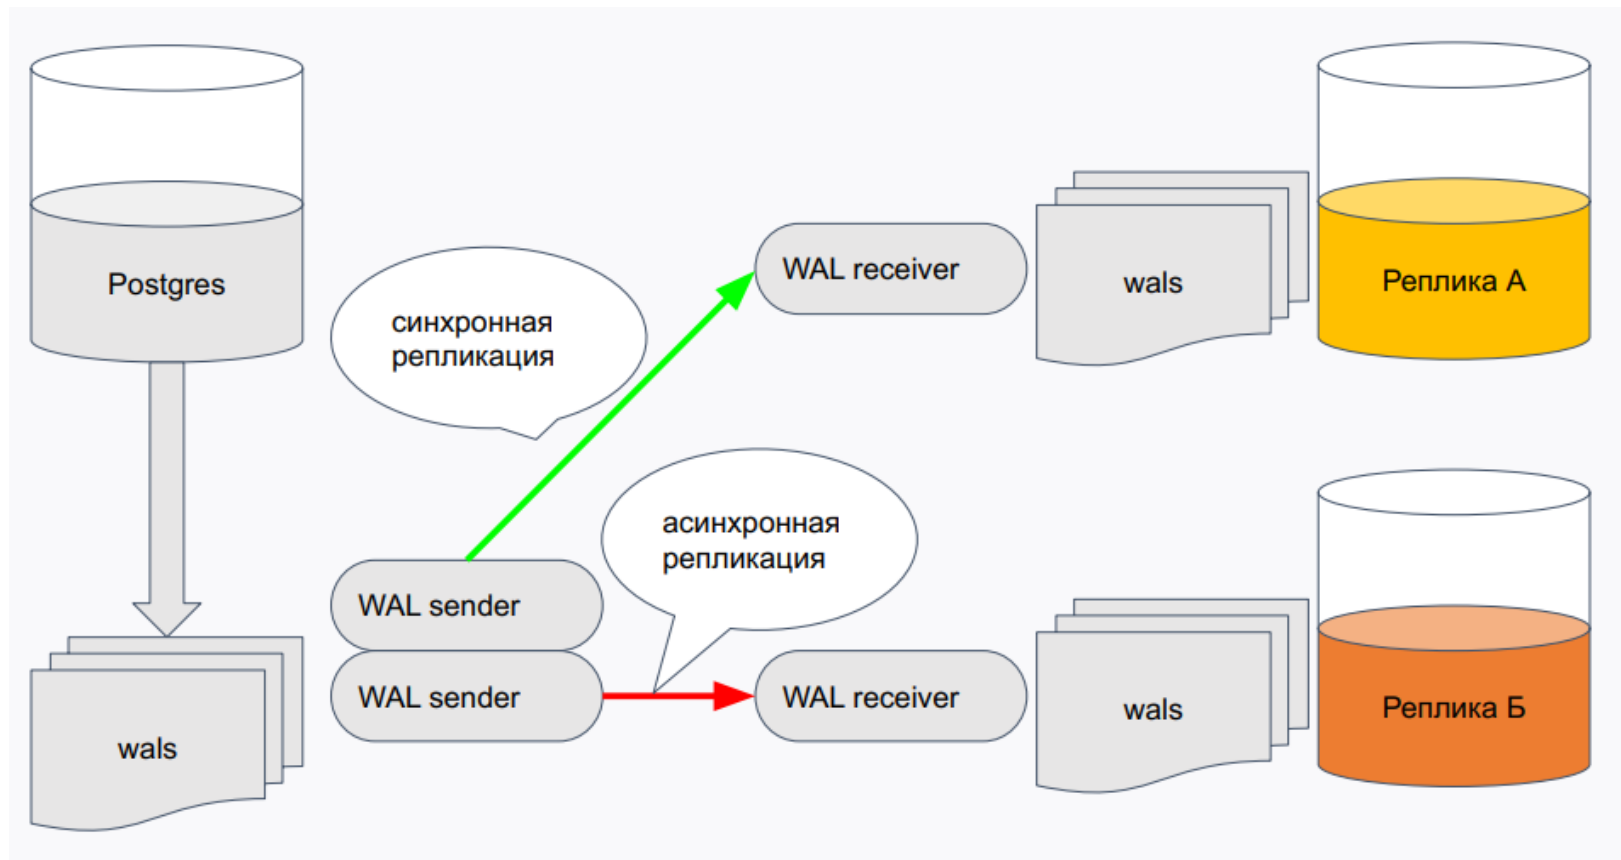 Postgres
синхронная
репликация
WAL receiver
wals
Реплика А
асинхронная
репликация
WAL sender
WAL sender
WAL receiver
wals
wals
Реплика Б